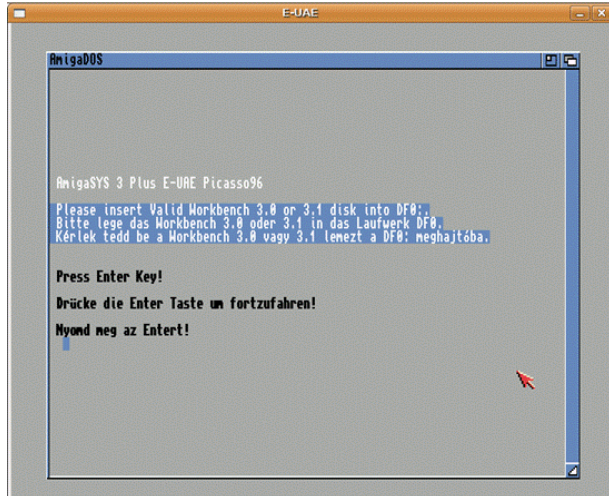 E-UAE
AmigaDOS
AmigaSYS 3 Plus E-UAE Picasso96
Please insert Valid Workbench 3.0 or 3.1 disk into DF0:.
Bitte lege das Workbench 3.0 oder 3.1 in das Laufwerk DF0.
Kérlek tedd be a Workbench 3.0 vagy 3.1 lemezt a DF0: meghajtóba.
Press Enter Key!
Drücke die Enter Taste um fortzufahren!
Nyomd meg az Entert!